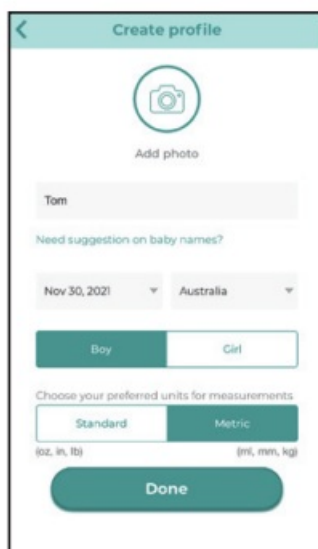 Create profile
Add photo
Tom
Need suggestion on baby names?
Nov 30, 2021 Australia
Boy Girl
Choose your preferred units for measurements
Standard Metric
(oz, in, lb) (ml, mm, kg)
Done